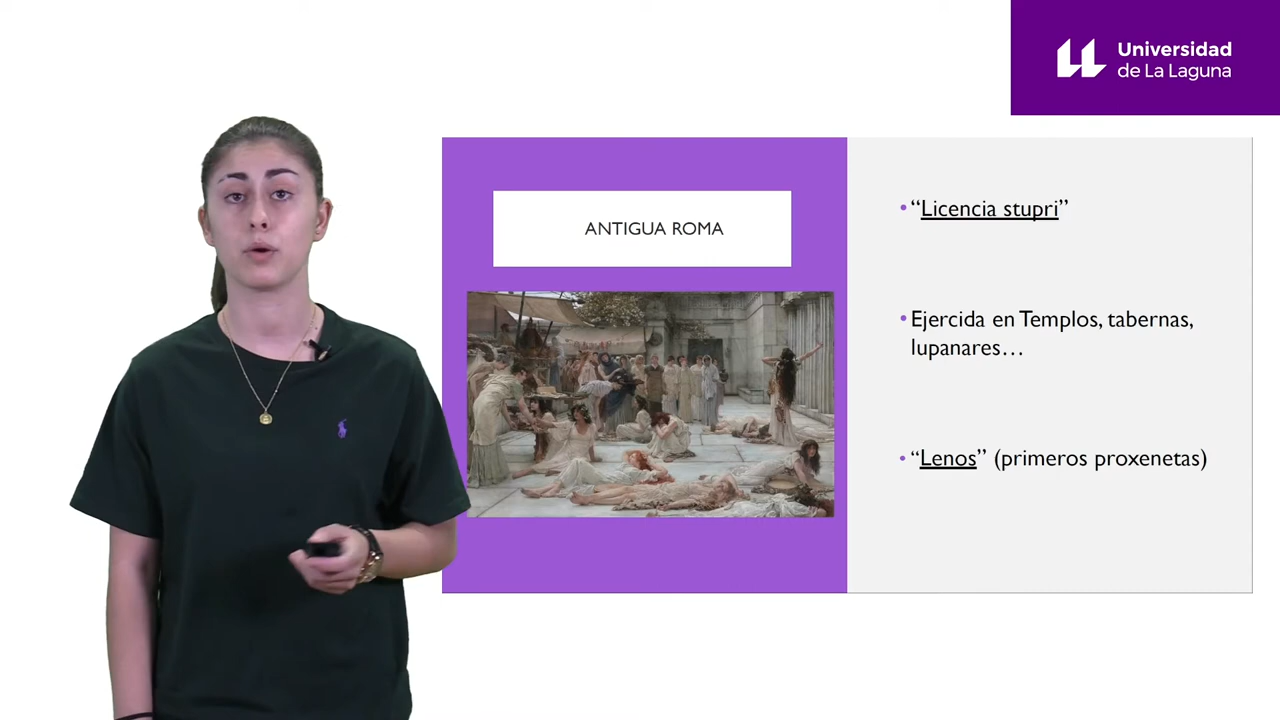 Universidad
de La Laguna
ANTIGUA ROMA
•“Licencia stupri”
•Ejercida en Templos, tabernas,
lupanares…
•“Lenos” (primeros proxenetas)